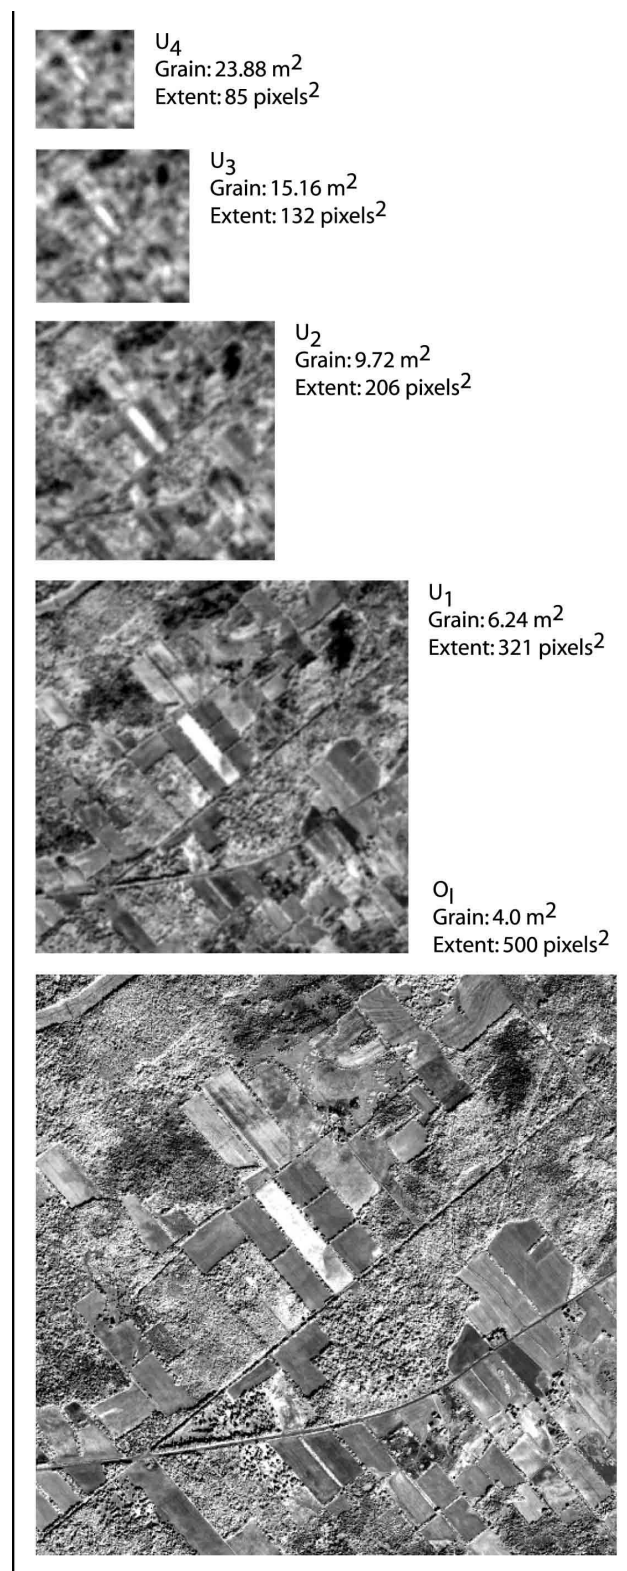 U4
Grain: 23.88 m2
Extent: 85 pixels2
U3
Grain: 15.16 m2
Extent: 132 pixels2
U2
Grain: 9.72 m2
Extent: 206 pixels2
U1
Grain: 6.24 m2
Extent: 321 pixels2
OI
Grain: 4.0 m2
Extent: 500 pixels2